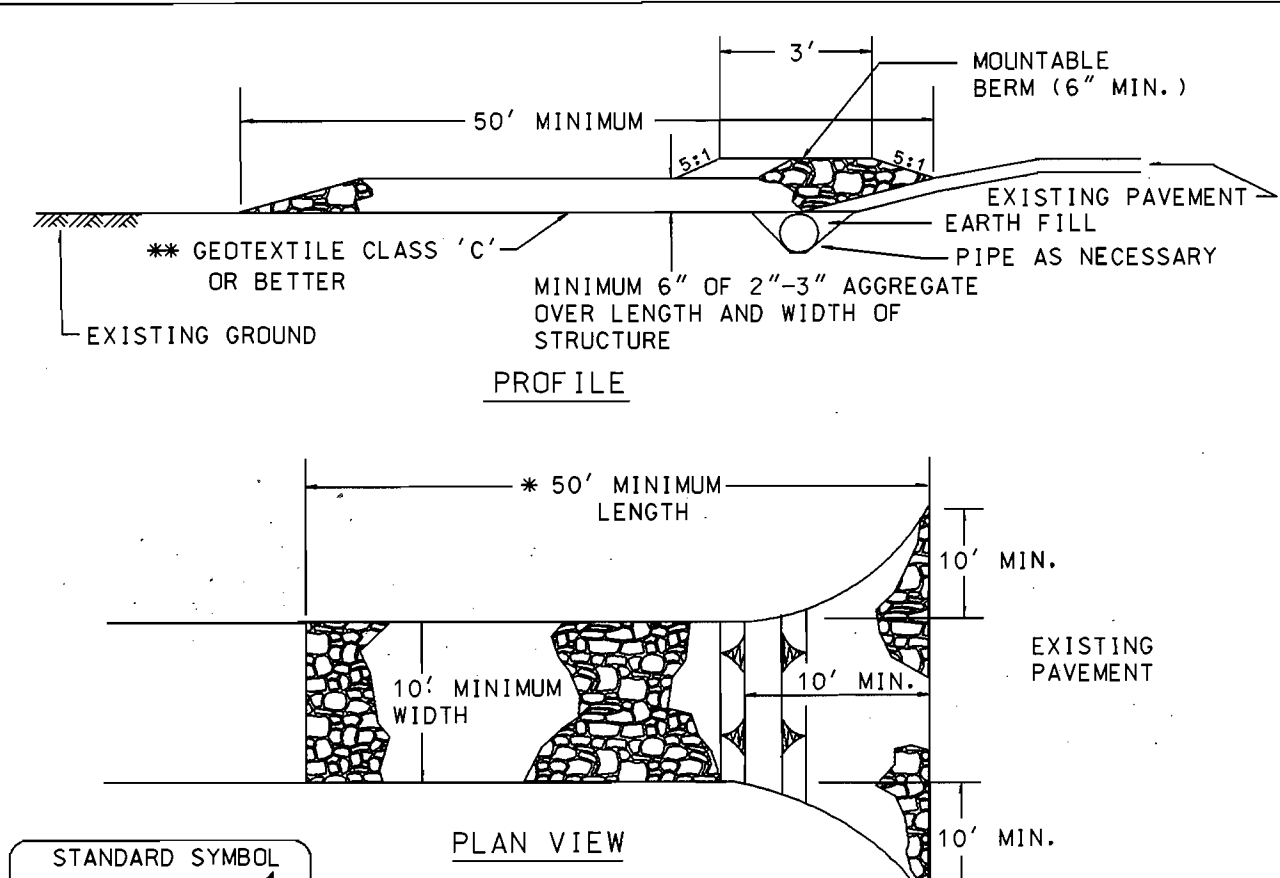 3'
MOUNTABLE
BERM (6" MIN.)
50' MINIMUM
5:1
5:1
EXISTING PAVEMENT
EARTH FILL
** GEOTEXTILE CLASS 'C'
OR BETTER
PIPE AS NECESSARY
MINIMUM 6" OF 2"-3" AGGREGATE
OVER LENGTH AND WIDTH OF
STRUCTURE
EXISTING GROUND
PROFILE
* 50' MINIMUM
LENGTH
10' MIN.
EXISTING
PAVEMENT
10' MINIMUM
WIDTH
10' MIN.
PLAN VIEW
10' MIN.
STANDARD SYMBOL